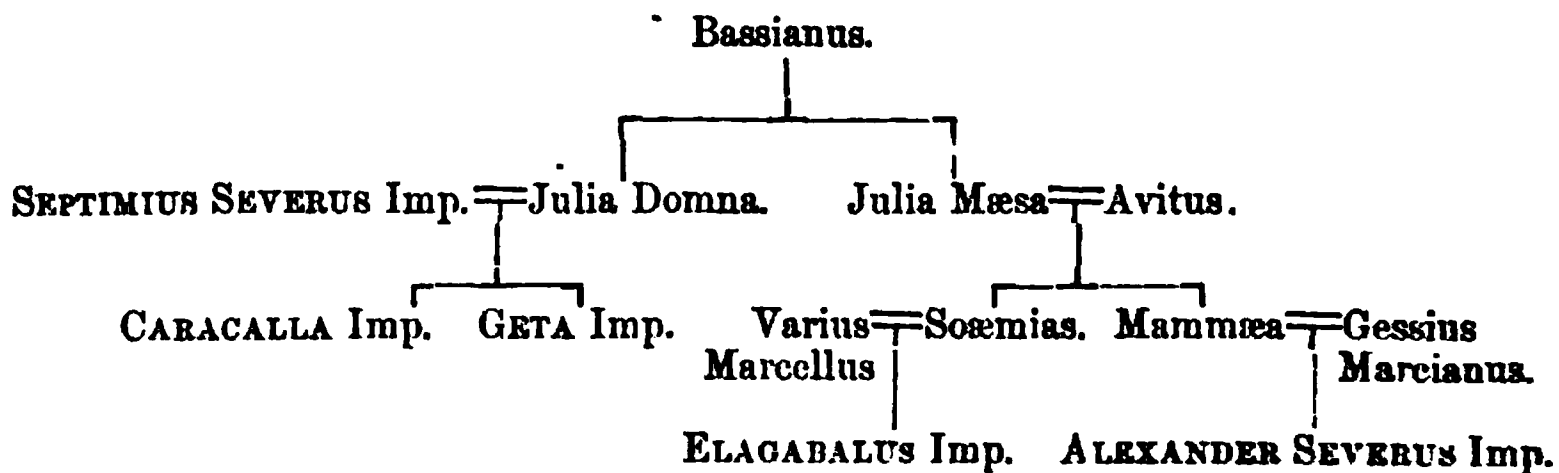 Bassianus.
SEPTIMIUS SEVERUS Imp. Julia Domna. Julia Mæsa Avitus.
CARACALLA Imp. GETA Imp. Varius Soæmias. Mammæa Gessius
Marcellus Marcianus.
ELAGABALUS Imp. ALEXANDER SEVERUS Imp.